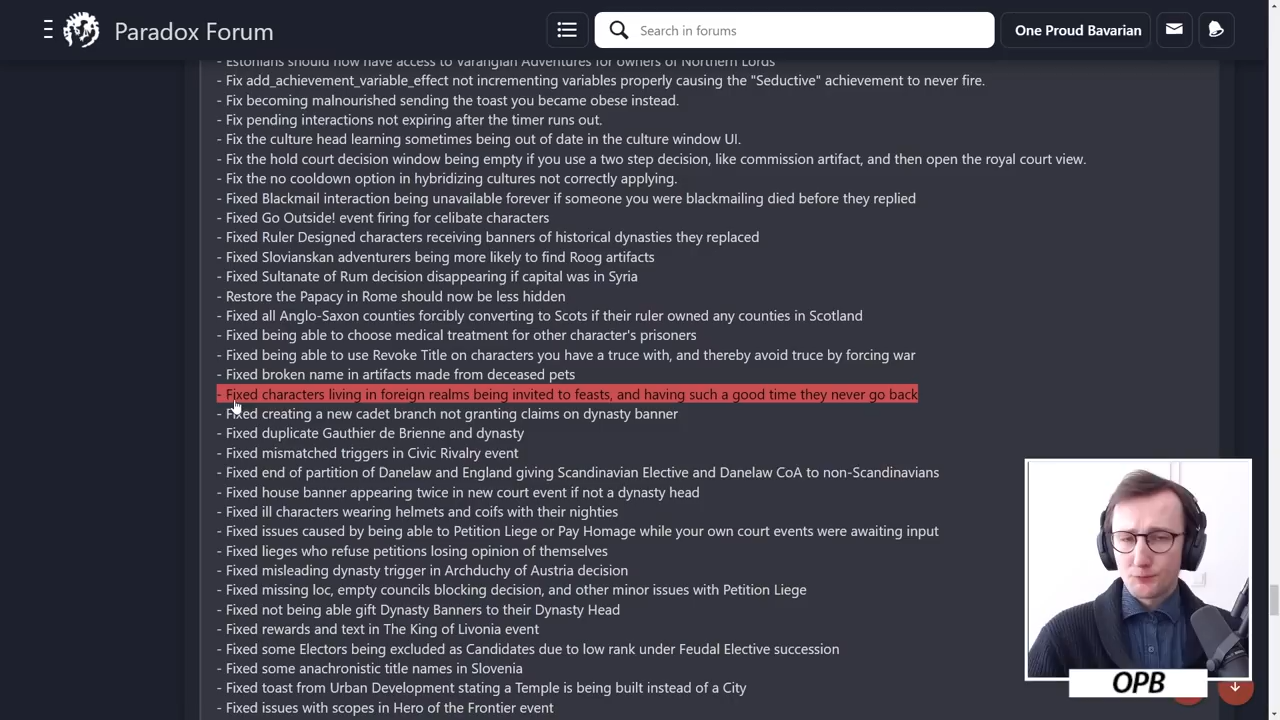 Paradox Forum
Search in forums
One Proud Bavarian
- Estonians should now have access to Varangian Adventures for owners of Northern Lords
- Fix add_achievement_variable_effect not incrementing variables properly causing the "Seductive" achievement to never fire.
- Fix becoming malnourished sending the toast you became obese instead.
- Fix pending interactions not expiring after the timer runs out.
- Fix the culture head learning sometimes being out of date in the culture window UI.
- Fix the hold court decision window being empty if you use a two step decision, like commission artifact, and then open the royal court view.
- Fix the no cooldown option in hybridizing cultures not correctly applying.
- Fixed Blackmail interaction being unavailable forever if someone you were blackmailing died before they replied
- Fixed Go Outside! event firing for celibate characters
- Fixed Ruler Designed characters receiving banners of historical dynasties they replaced
- Fixed Slovianskan adventurers being more likely to find Roog artifacts
- Fixed Sultanate of Rum decision disappearing if capital was in Syria
- Restore the Papacy in Rome should now be less hidden
- Fixed all Anglo-Saxon counties forcibly converting to Scots if their ruler owned any counties in Scotland
- Fixed being able to choose medical treatment for other character's prisoners
- Fixed being able to use Revoke Title on characters you have a truce with, and thereby avoid truce by forcing war
- Fixed broken name in artifacts made from deceased pets
- Fixed characters living in foreign realms being invited to feasts, and having such a good time they never go back
- Fixed creating a new cadet branch not granting claims on dynasty banner
- Fixed duplicate Gauthier de Brienne and dynasty
- Fixed mismatched triggers in Civic Rivalry event
- Fixed end of partition of Danelaw and England giving Scandinavian Elective and Danelaw CoA to non-Scandinavians
- Fixed house banner appearing twice in new court event if not a dynasty head
- Fixed ill characters wearing helmets and coifs with their nighties
- Fixed issues caused by being able to Petition Liege or Pay Homage while your own court events were awaiting input
- Fixed lieges who refuse petitions losing opinion of themselves
- Fixed misleading dynasty trigger in Archduchy of Austria decision
- Fixed missing loc, empty councils blocking decision, and other minor issues with Petition Liege
- Fixed not being able gift Dynasty Banners to their Dynasty Head
- Fixed rewards and text in The King of Livonia event
- Fixed some Electors being excluded as Candidates due to low rank under Feudal Elective succession
- Fixed some anachronistic title names in Slovenia
- Fixed toast from Urban Development stating a Temple is being built instead of a City
- Fixed issues with scopes in Hero of the Frontier event
OPB